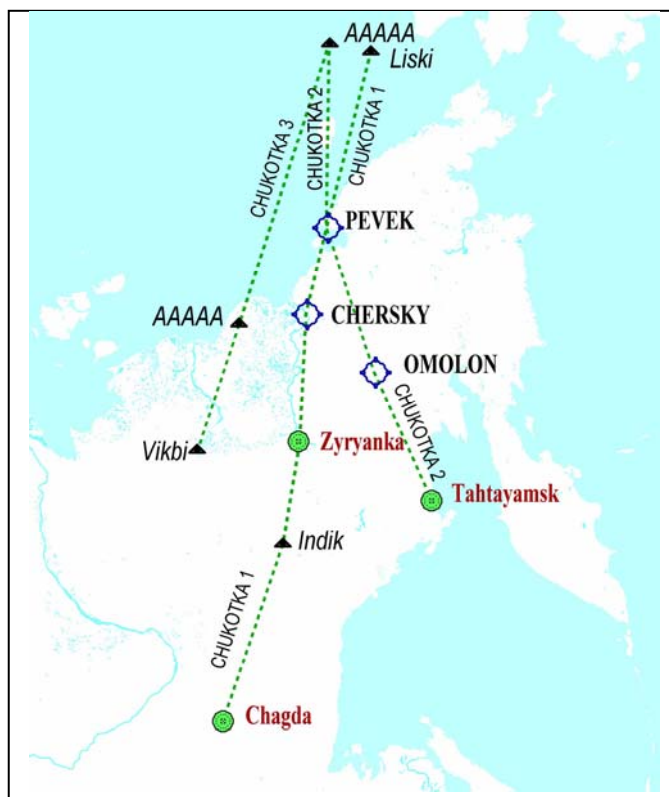 AAAAA
Liski
CHUKOTKA 3
CHUKOTKA 2
CHUKOTKA 1
PEVEK
AAAAA
CHERSKY
OMOLON
CHUKOTKA 2
Vikbi
Zyryanka
Tahtayamsk
Indik
CHUKOTKA 1
Chagda